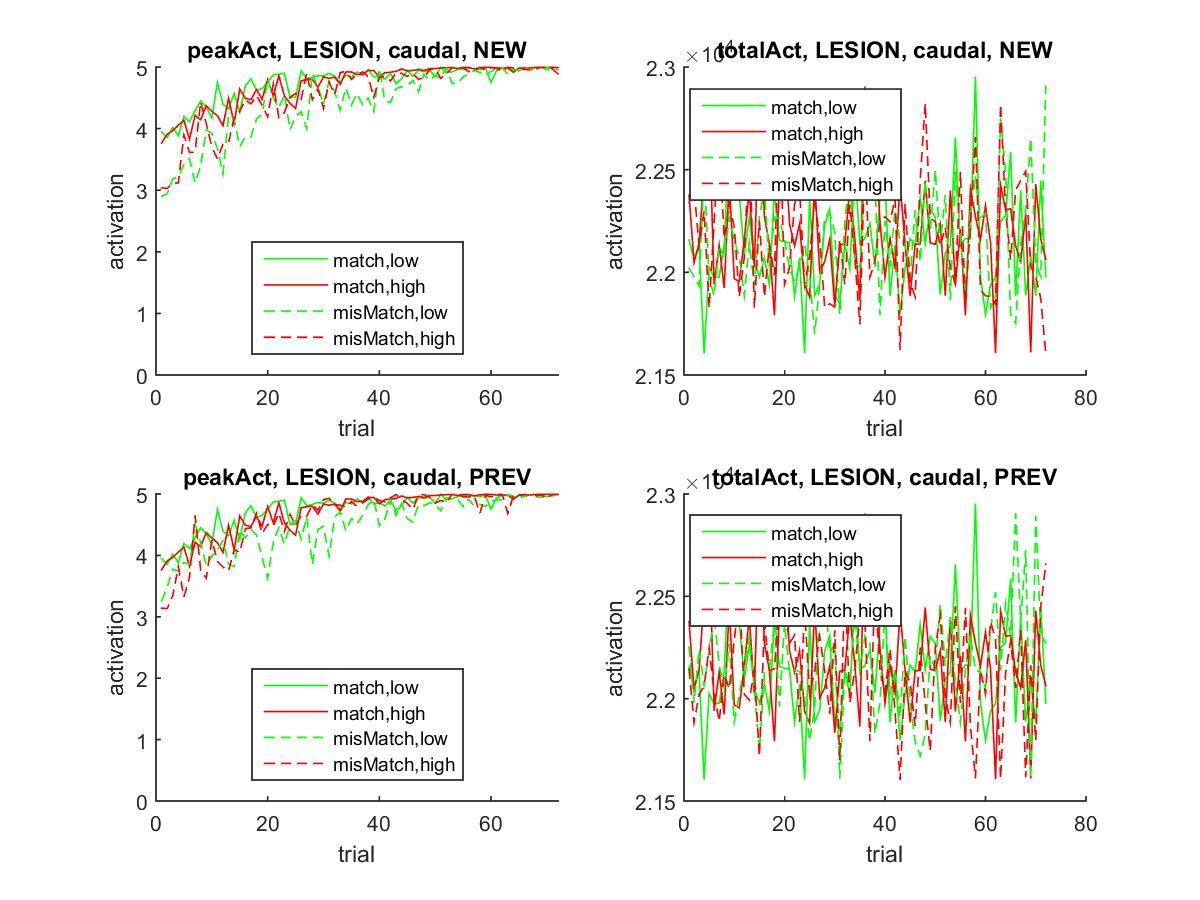 peakAct, LESION, caudal, NEW
5
4
3
2
1
0
activation
match,low
match,high
misMatch,low
misMatch,high
0
20
40
60
trial
×10⁴
totalAct, LESION, caudal, NEW
2.3
2.25
2.2
2.15
activation
match,low
match,high
misMatch,low
misMatch,high
0
20
40
60
80
trial
peakAct, LESION, caudal, PREV
5
4
3
2
1
0
activation
match,low
match,high
misMatch,low
misMatch,high
0
20
40
60
trial
×10⁴
totalAct, LESION, caudal, PREV
2.3
2.25
2.2
2.15
activation
match,low
match,high
misMatch,low
misMatch,high
0
20
40
60
80
trial